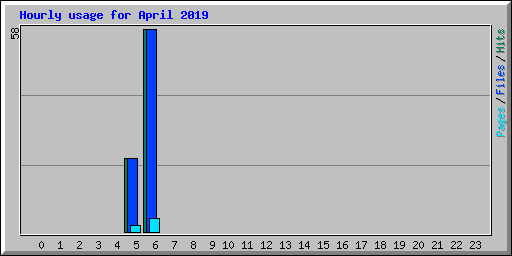 Hourly usage for April 2019
58
Pages/Files/Hits
0 1 2 3 4 5 6 7 8 9 10 11 12 13 14 15 16 17 18 19 20 21 22 23